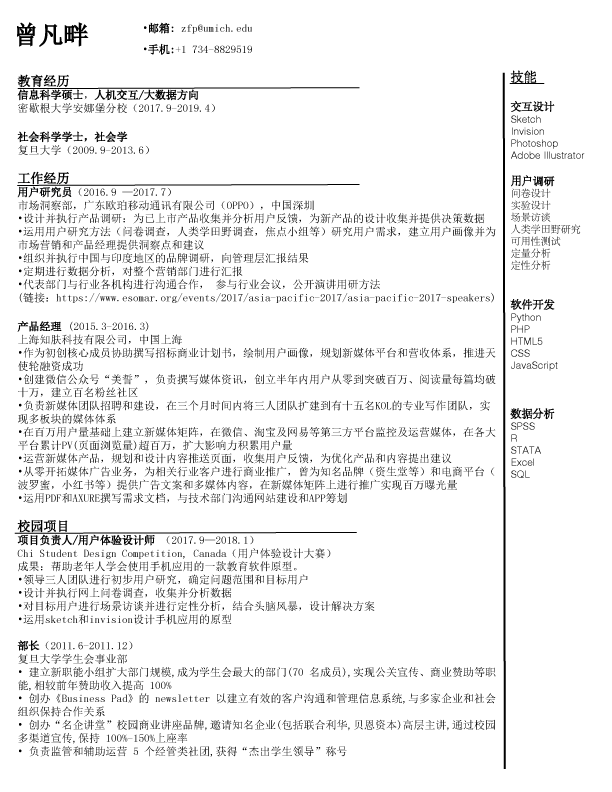 曾凡畔
•邮箱: zfp@umich.edu
•手机:+1 734-8829519
教育经历
信息科学硕士，人机交互/大数据方向
密歇根大学安娜堡分校（2017.9-2019.4）
社会科学学士，社会学
复旦大学（2009.9-2013.6）
工作经历
用户研究员（2016.9 —2017.7）
市场洞察部，广东欧珀移动通讯有限公司（OPPO），中国深圳
•设计并执行产品调研：为已上市产品收集并分析用户反馈，为新产品的设计收集并提供决策数据
•运用用户研究方法（问卷调查，人类学田野调查，焦点小组等）研究用户需求，建立用户画像并为
市场营销和产品经理提供洞察点和建议
•组织并执行中国与印度地区的品牌调研，向管理层汇报结果
•定期进行数据分析，对整个营销部门进行汇报
•代表部门与行业各机构进行沟通合作， 参与行业会议，公开演讲用研方法
(链接：https://www.esomar.org/events/2017/asia-pacific-2017/asia-pacific-2017-speakers)
产品经理 (2015.3-2016.3)
上海知肤科技有限公司，中国上海
•作为初创核心成员协助撰写招标商业计划书，绘制用户画像，规划新媒体平台和营收体系，推进天
使轮融资成功
•创建微信公众号“美誓”，负责撰写媒体资讯，创立半年内用户从零到突破百万、阅读量每篇均破
十万，建立百名粉丝社区
•负责新媒体团队招聘和建设，在三个月时间内将三人团队扩建到有十五名KOL的专业写作团队，实
现多板块的媒体体系
•在百万用户量基础上建立新媒体矩阵，在微信、淘宝及网易等第三方平台监控及运营媒体，在各大
平台累计PV(页面浏览量)超百万，扩大影响力积累用户量
•运营新媒体产品，规划和设计内容推送页面，收集用户反馈，为优化产品和内容提出建议
•从零开拓媒体广告业务，为相关行业客户进行商业推广，曾为知名品牌（资生堂等）和电商平台（
波罗蜜，小红书等）提供广告文案和多媒体内容，在新媒体矩阵上进行推广实现百万曝光量
•运用PDF和AXURE撰写需求文档，与技术部门沟通网站建设和APP筹划
校园项目
项目负责人/用户体验设计师 （2017.9—2018.1）
Chi Student Design Competition, Canada（用户体验设计大赛）
成果：帮助老年人学会使用手机应用的一款教育软件原型。
•领导三人团队进行初步用户研究，确定问题范围和目标用户
•设计并执行网上问卷调查，收集并分析数据
•对目标用户进行场景访谈并进行定性分析，结合头脑风暴，设计解决方案
•运用sketch和invision设计手机应用的原型
部长（2011.6-2011.12）
复旦大学学生会事业部
• 建立新职能小组扩大部门规模,成为学生会最大的部门(70 名成员),实现公关宣传、商业赞助等职
能,相较前年赞助收入提高 100%
• 创办《Business Pad》的 newsletter 以建立有效的客户沟通和管理信息系统,与多家企业和社会
组织保持合作关系
• 创办“名企讲堂”校园商业讲座品牌,邀请知名企业(包括联合利华,贝恩资本)高层主讲,通过校园
多渠道宣传,保持 100%-150%上座率
• 负责监管和辅助运营 5 个经管类社团,获得“杰出学生领导”称号
技能
交互设计
Sketch
Invision
Photoshop
Adobe Illustrator
用户调研
问卷设计
实验设计
场景访谈
人类学田野研究
可用性测试
定量分析
定性分析
软件开发
Python
PHP
HTML5
CSS
JavaScript
数据分析
SPSS
R
STATA
Excel
SQL